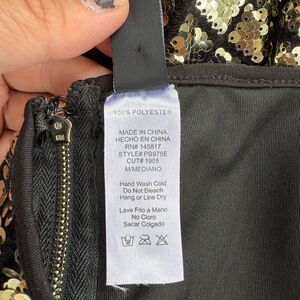 100% POLYESTER
MADE IN CHINA
HECHO EN CHINA
RN# 145817
STYLE# PB970E
CUT# 1905
M/MEDIANO
Hand Wash Cold
Do Not Bleach
Hang or Line Dry
Lave Frio a Mano
No Cloro
Secar Colgado